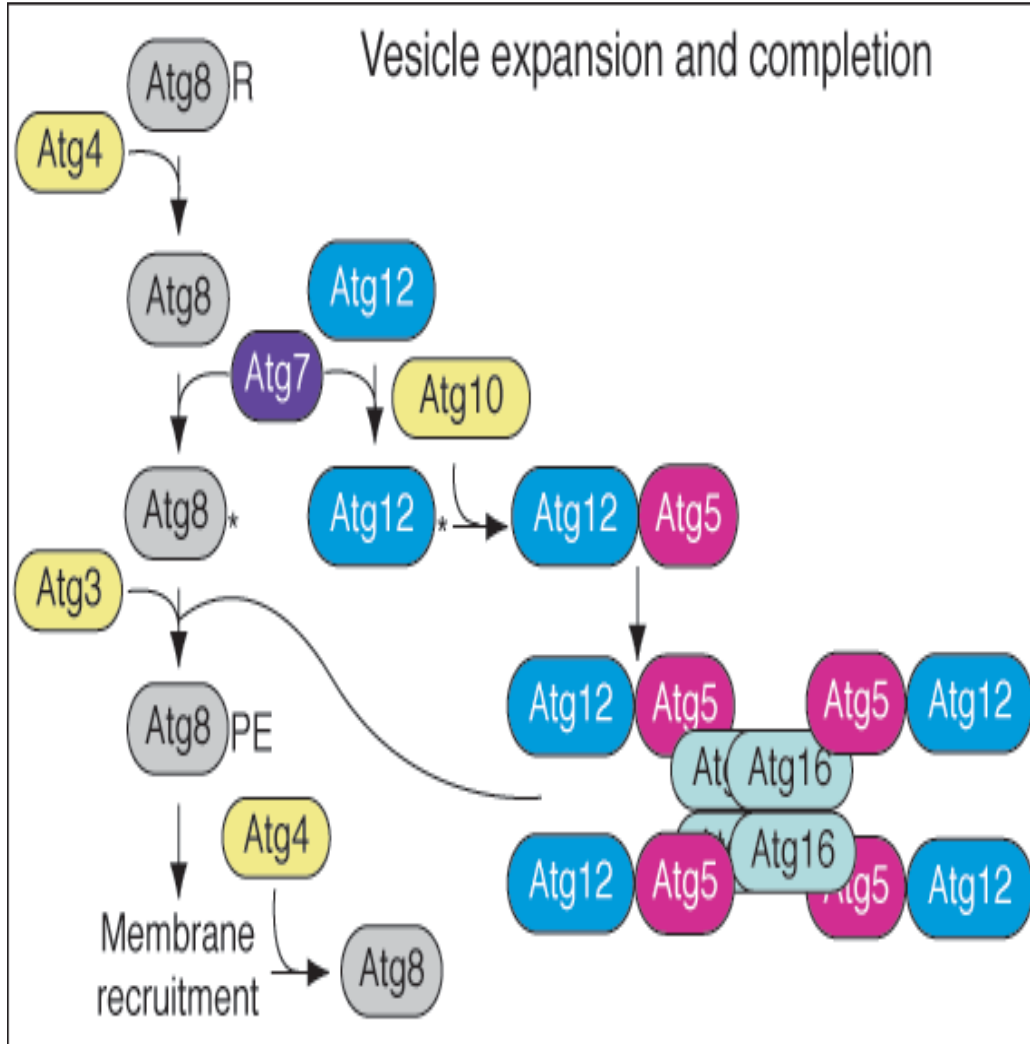 Vesicle expansion and completion
Atg8 R
Atg4
Atg8
Atg12
Atg7
Atg10
Atg8*
Atg12*
Atg12 Atg5
Atg3
Atg12 Atg5
Atg5 Atg12
Atg8 PE
Atg16
Atg4
Atg16
Atg12 Atg5
Atg5 Atg12
Membrane
recruitment
Atg8